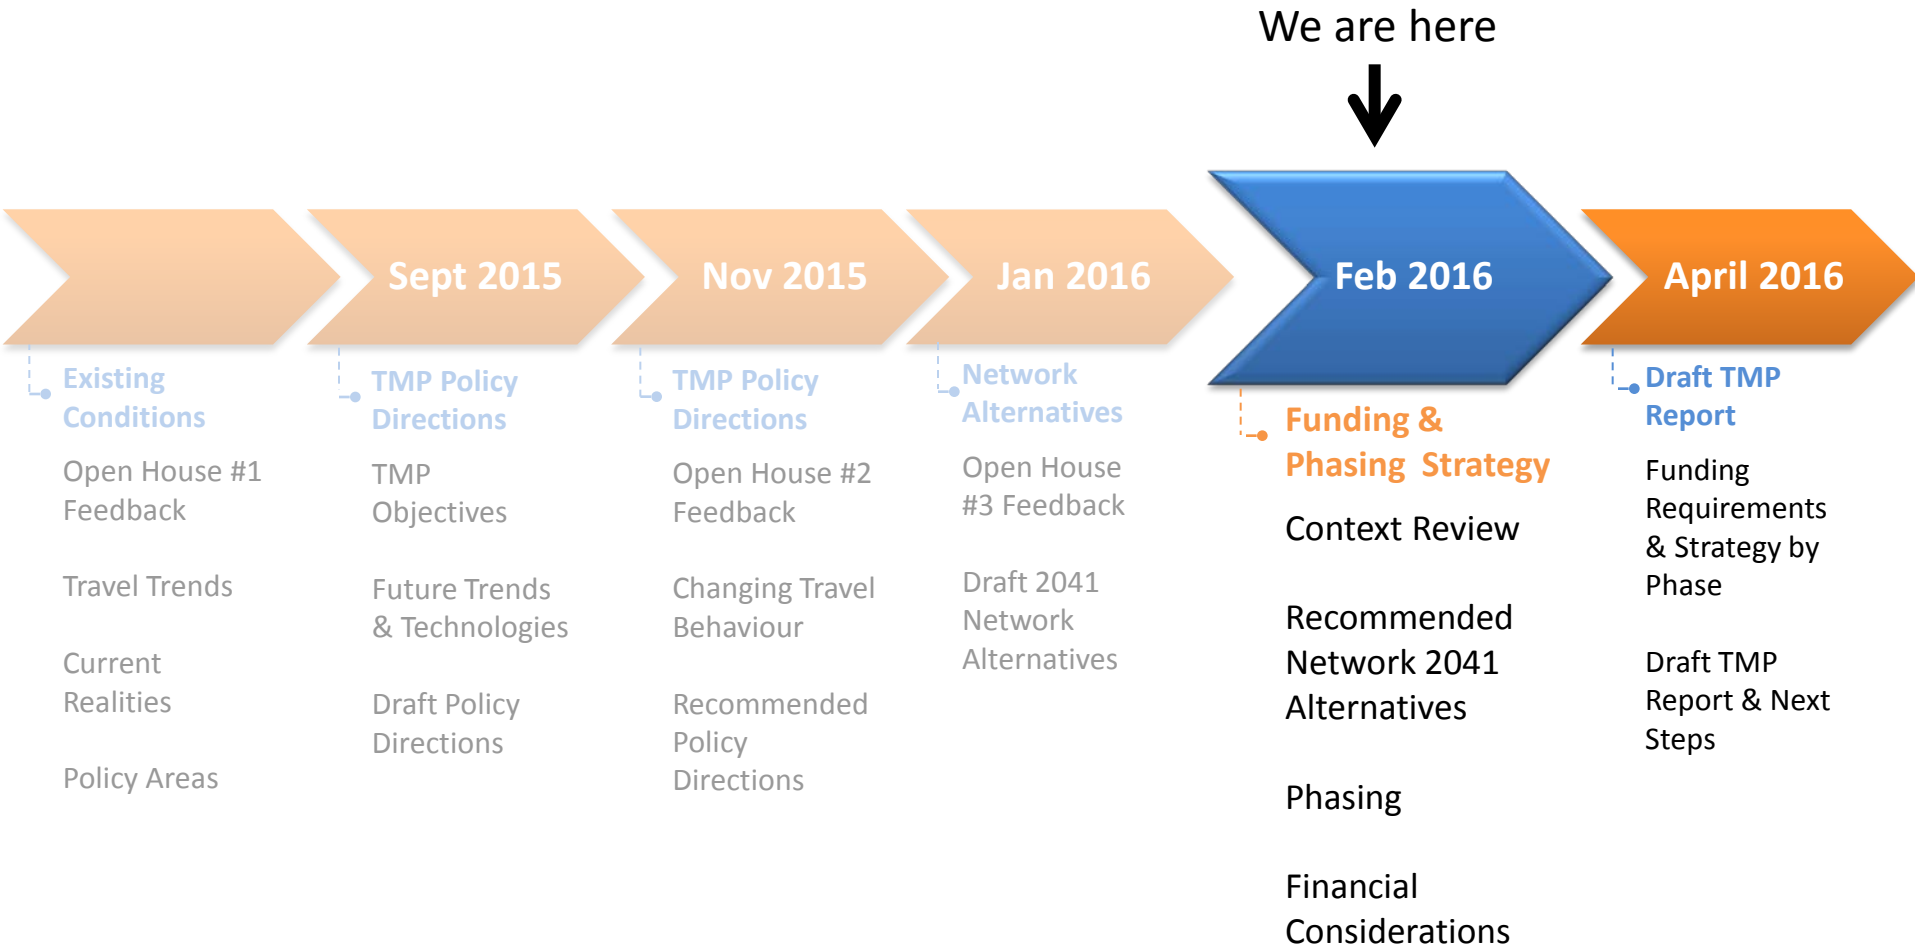 We are here
Sept 2015
Nov 2015
Jan 2016
Feb 2016
April 2016
Existing
Conditions
Open House #1
Feedback
Travel Trends
Current
Realities
Policy Areas
TMP Policy
Directions
TMP
Objectives
Future Trends
& Technologies
Draft Policy
Directions
TMP Policy
Directions
Open House #2
Feedback
Changing Travel
Behaviour
Recommended
Policy
Directions
Network
Alternatives
Open House
#3 Feedback
Draft 2041
Network
Alternatives
Funding &
Phasing Strategy
Context Review
Recommended
Network 2041
Alternatives
Phasing
Financial
Considerations
Draft TMP
Report
Funding
Requirements
& Strategy by
Phase
Draft TMP
Report & Next
Steps